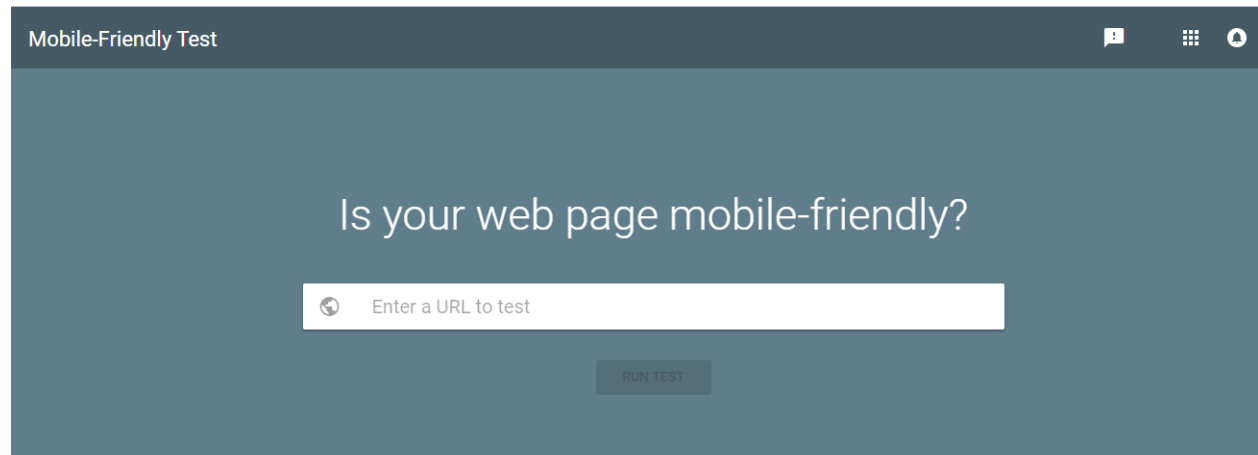 Mobile-Friendly Test
Is your web page mobile-friendly?
Enter a URL to test
RUN TEST